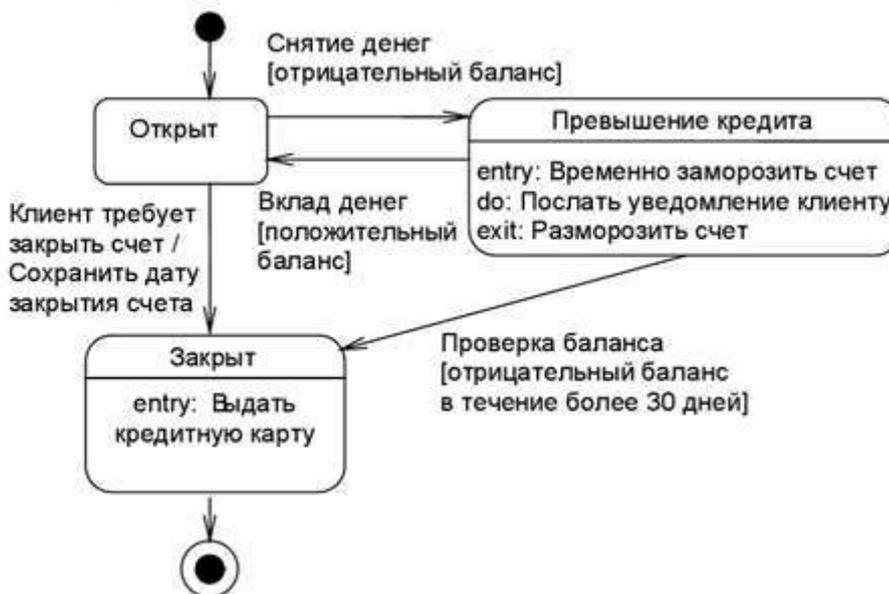 Снятие денег
[отрицательный баланс]
Открыт
Превышение кредита
entry: Временно заморозить счет
do: Послать уведомление клиенту
exit: Разморозить счет
Вклад денег
[положительный
баланс]
Клиент требует
закрыть счет /
Сохранить дату
закрытия счета
Проверка баланса
[отрицательный баланс
в течение более 30 дней]
Закрыт
entry: Выдать
кредитную карту